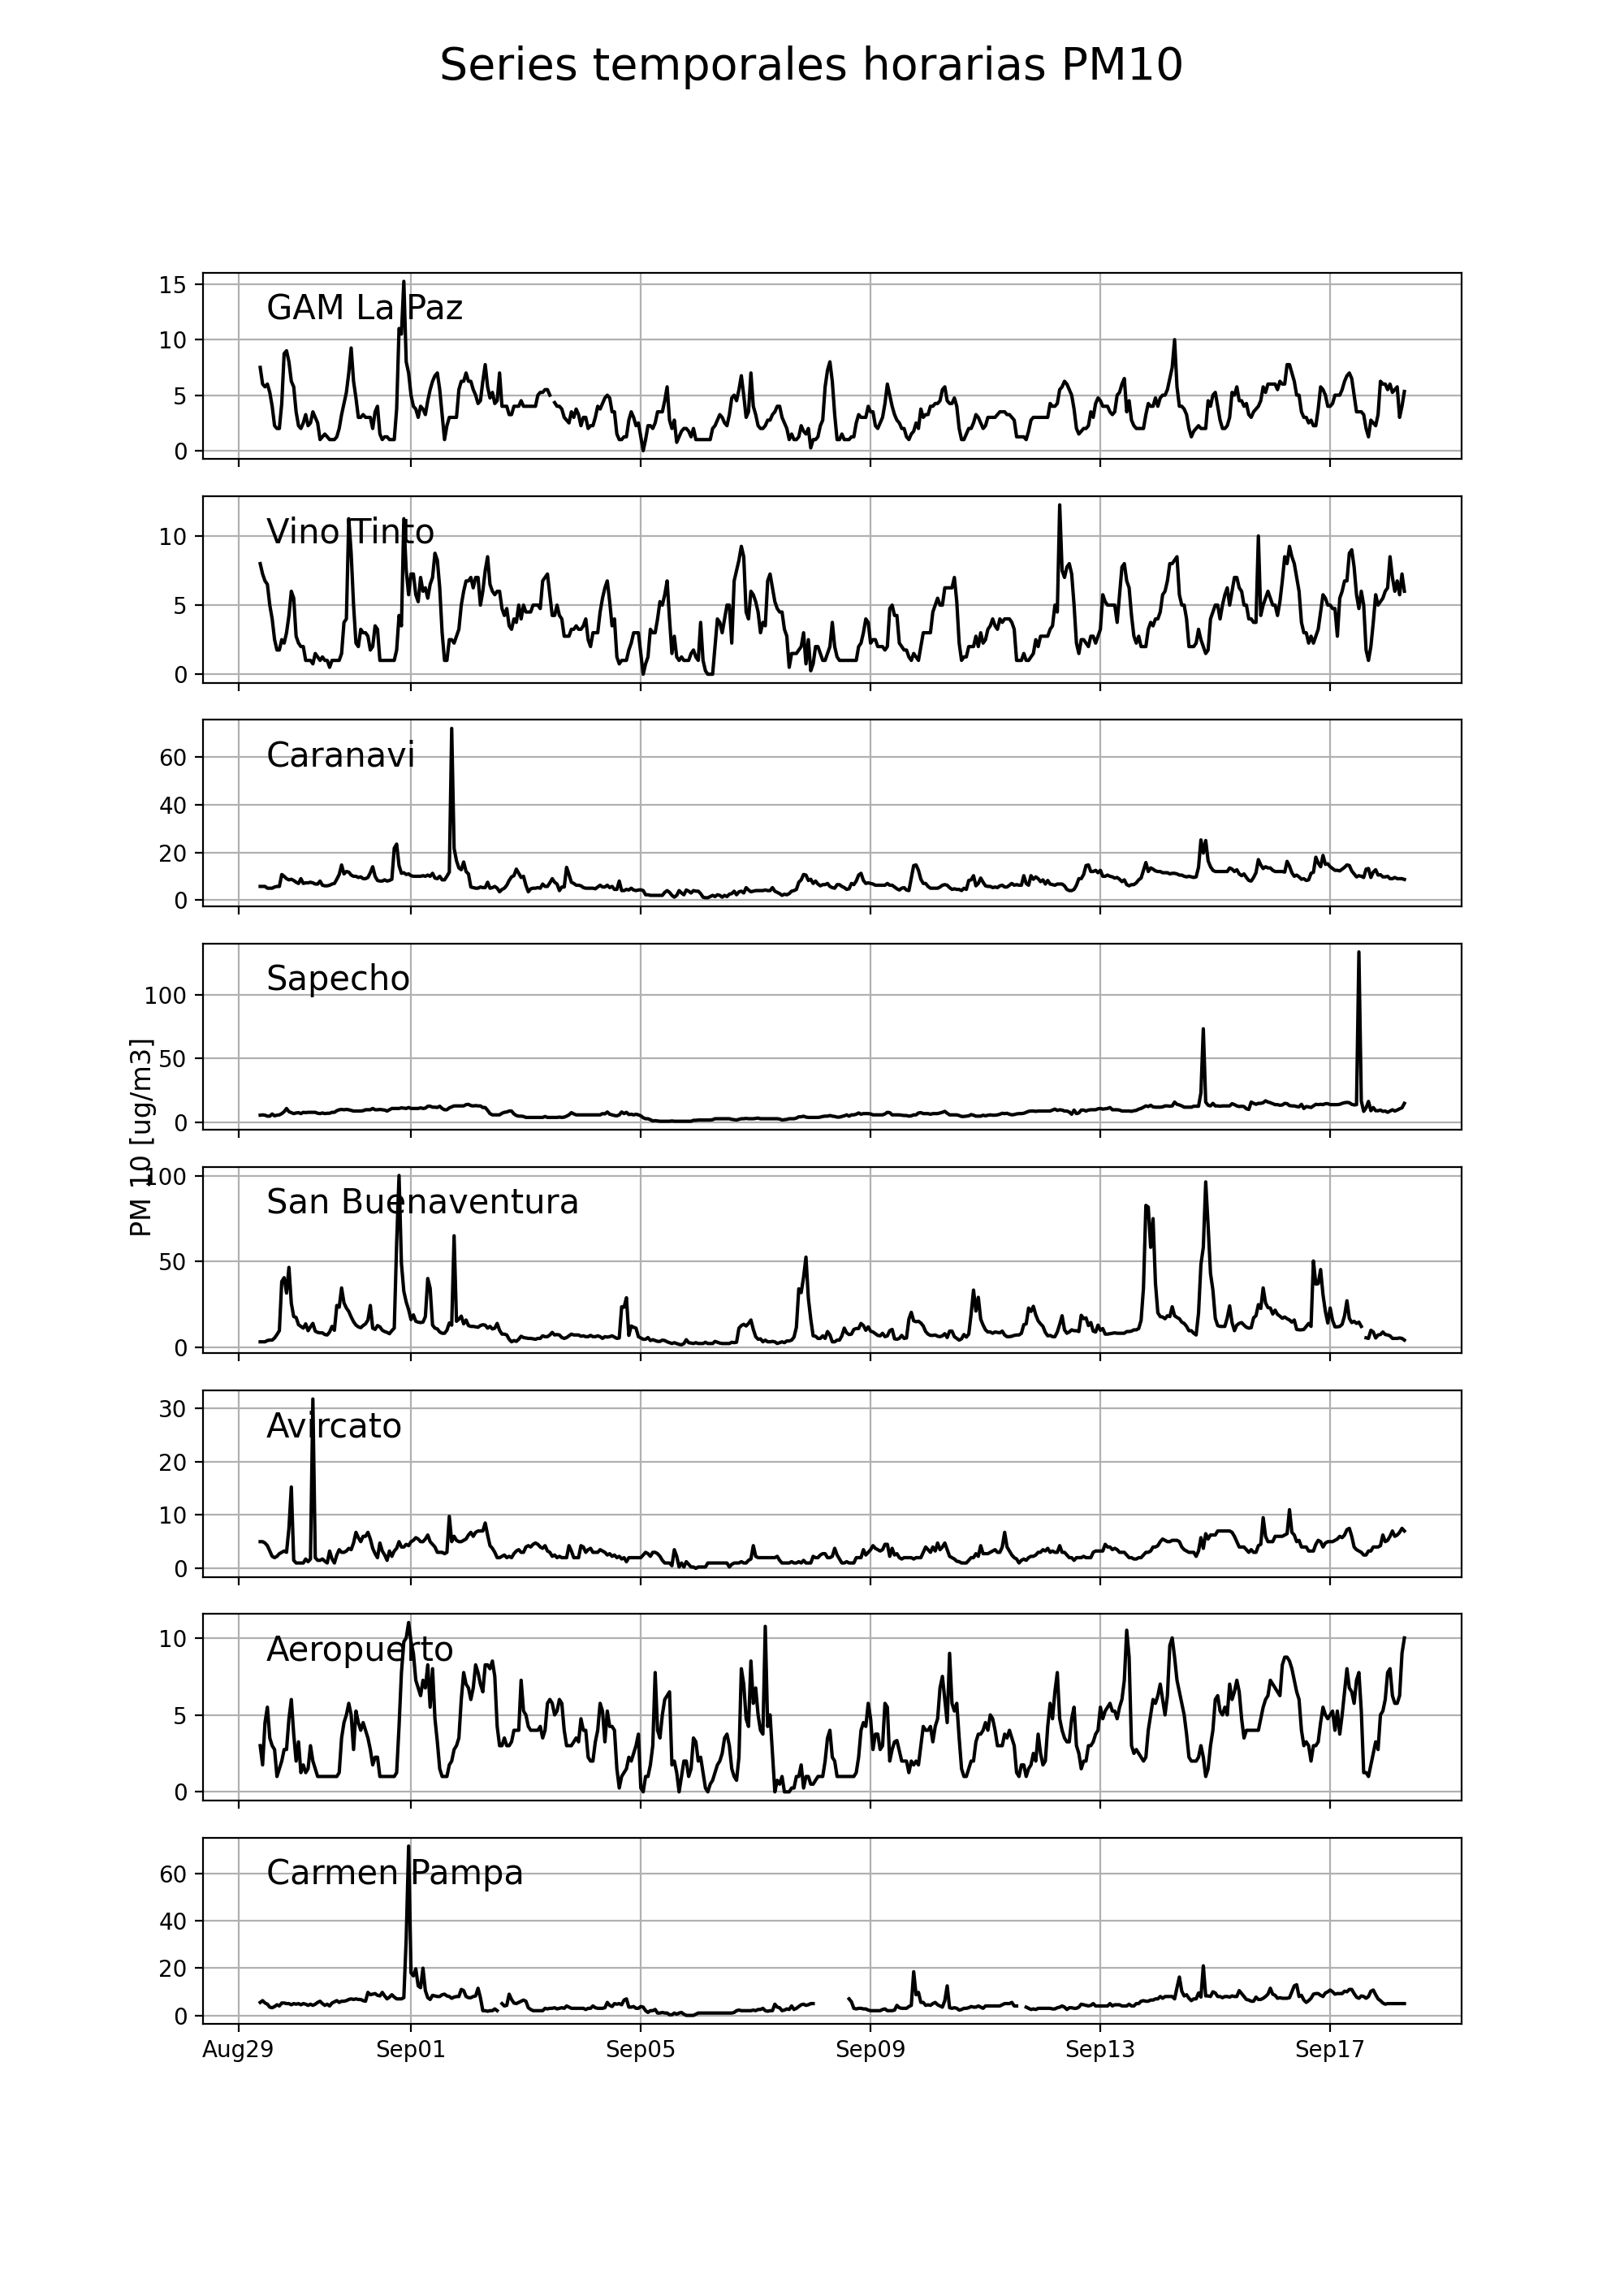 Series temporales horarias PM10
GAM La Paz
15
10
5
0
Vino Tinto
10
5
0
Caranavi
60
40
20
0
Sapecho
100
50
0
PM 10 [ug/m3]
San Buenaventura
100
50
0
Avircato
30
20
10
0
Aeropuerto
10
5
0
Carmen Pampa
60
40
20
0
Aug29 Sep01 Sep05 Sep09 Sep13 Sep17